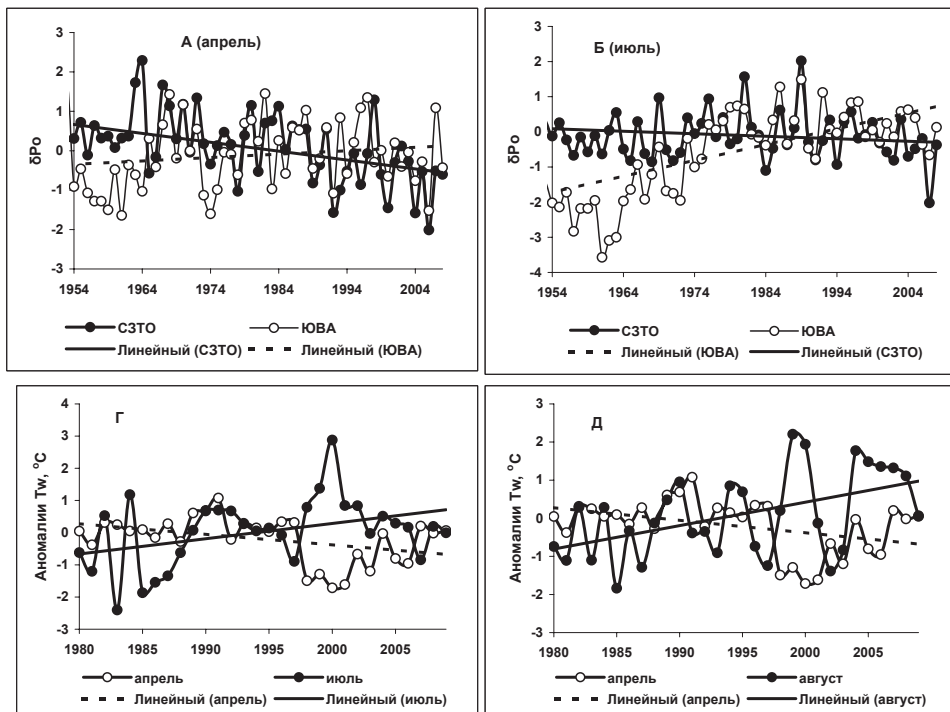 А (апрель)
δPo
3
2
1
0
-1
-2
-3
1954 1964 1974 1984 1994 2004
СЗТО ЮВА
Линейный (СЗТО) Линейный (ЮВА)
Б (июль)
δPo
3
2
1
0
-1
-2
-3
-4
1954 1964 1974 1984 1994 2004
СЗТО ЮВА
Линейный (ЮВА) Линейный (СЗТО)
Г
Аномалии Tw, °C
4
3
2
1
0
-1
-2
-3
1980 1985 1990 1995 2000 2005
апрель июль
Линейный (апрель) Линейный (июль)
Д
Аномалии Tw, °C
3
2
1
0
-1
-2
-3
1980 1985 1990 1995 2000 2005
апрель август
Линейный (апрель) Линейный (август)